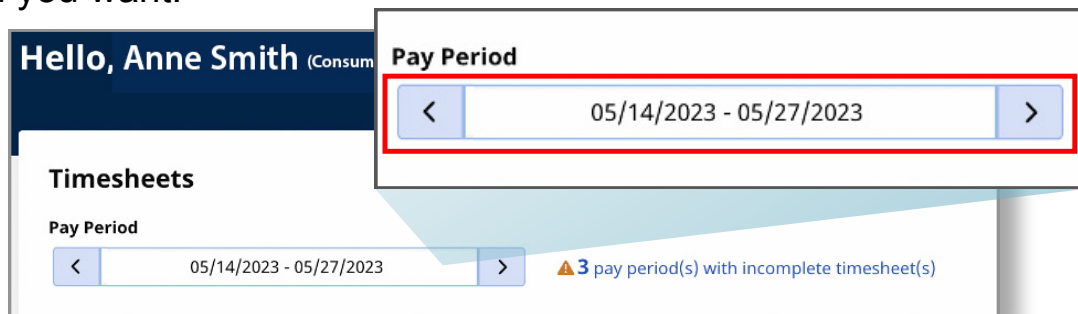 you want.
Hello, Anne Smith (Consum
Pay Period
05/14/2023 - 05/27/2023
Timesheets
Pay Period
05/14/2023 - 05/27/2023
3 pay period(s) with incomplete timesheet(s)